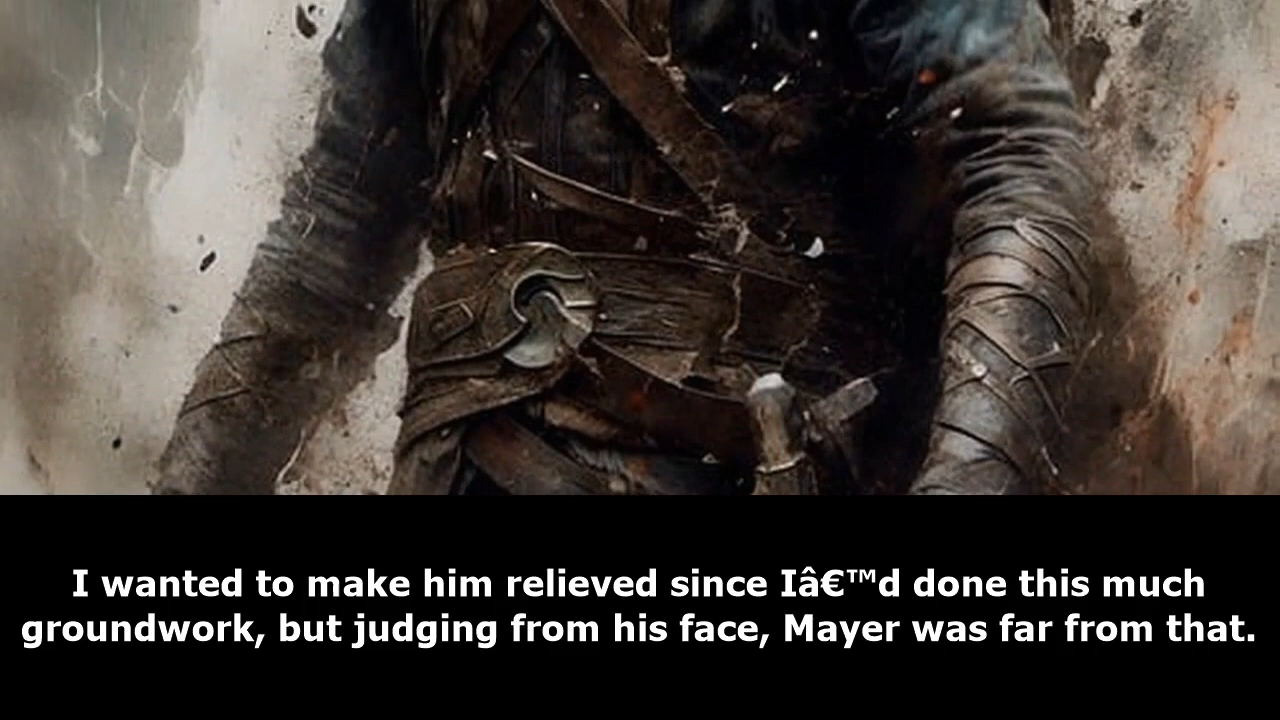 I wanted to make him relieved since Iâ€™d done this much
groundwork, but judging from his face, Mayer was far from that.